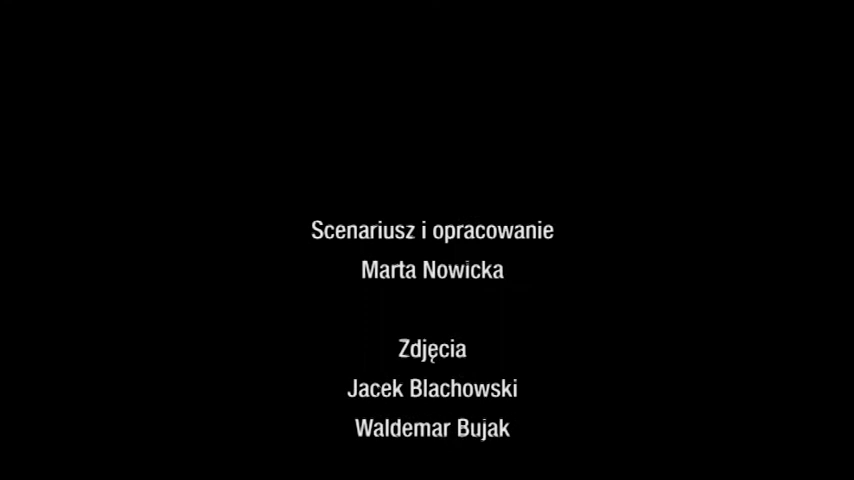 Scenariusz i opracowanie
Marta Nowicka
Zdjęcia
Jacek Blachowski
Waldemar Bujak